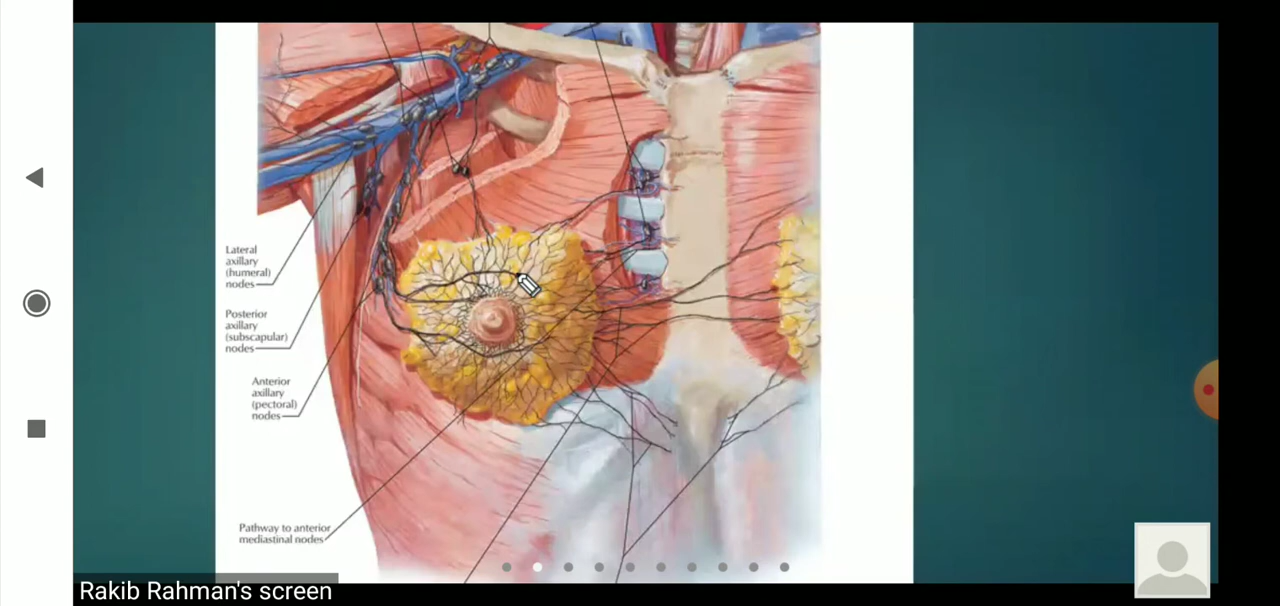 Lateral
axillary
(humeral)
nodes
Posterior
axillary
(subscapular)
nodes
Anterior
axillary
(pectoral)
nodes
Pathway to anterior
mediastinal nodes
Rakib Rahman's screen